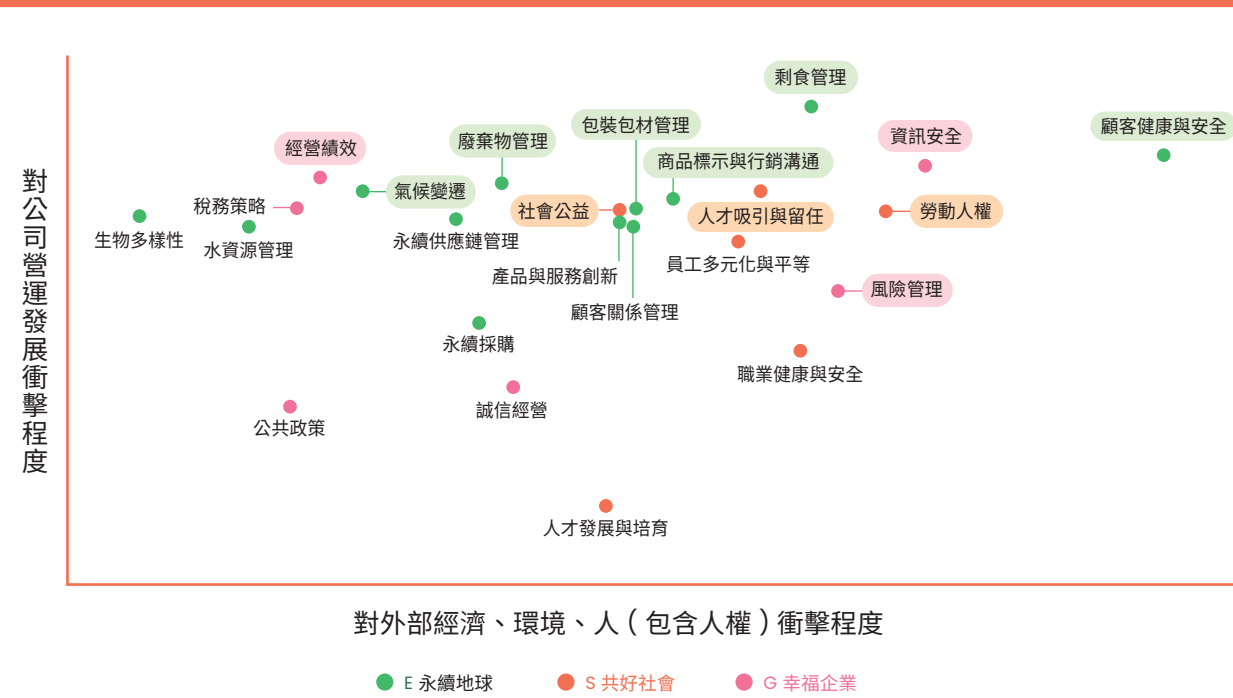 對公司營運發展衝擊程度
剩食管理
包裝包材管理
顧客健康與安全
廢棄物管理
資訊安全
經營績效
商品標示與行銷溝通
氣候變遷
稅務策略
社會公益
人才吸引與留任
勞動人權
生物多樣性
水資源管理
永續供應鏈管理
員工多元化與平等
產品與服務創新
風險管理
顧客關係管理
永續採購
職業健康與安全
誠信經營
公共政策
人才發展與培育
對外部經濟、環境、人(包含人權)衝擊程度
E 永續地球
S 共好社會
G 幸福企業